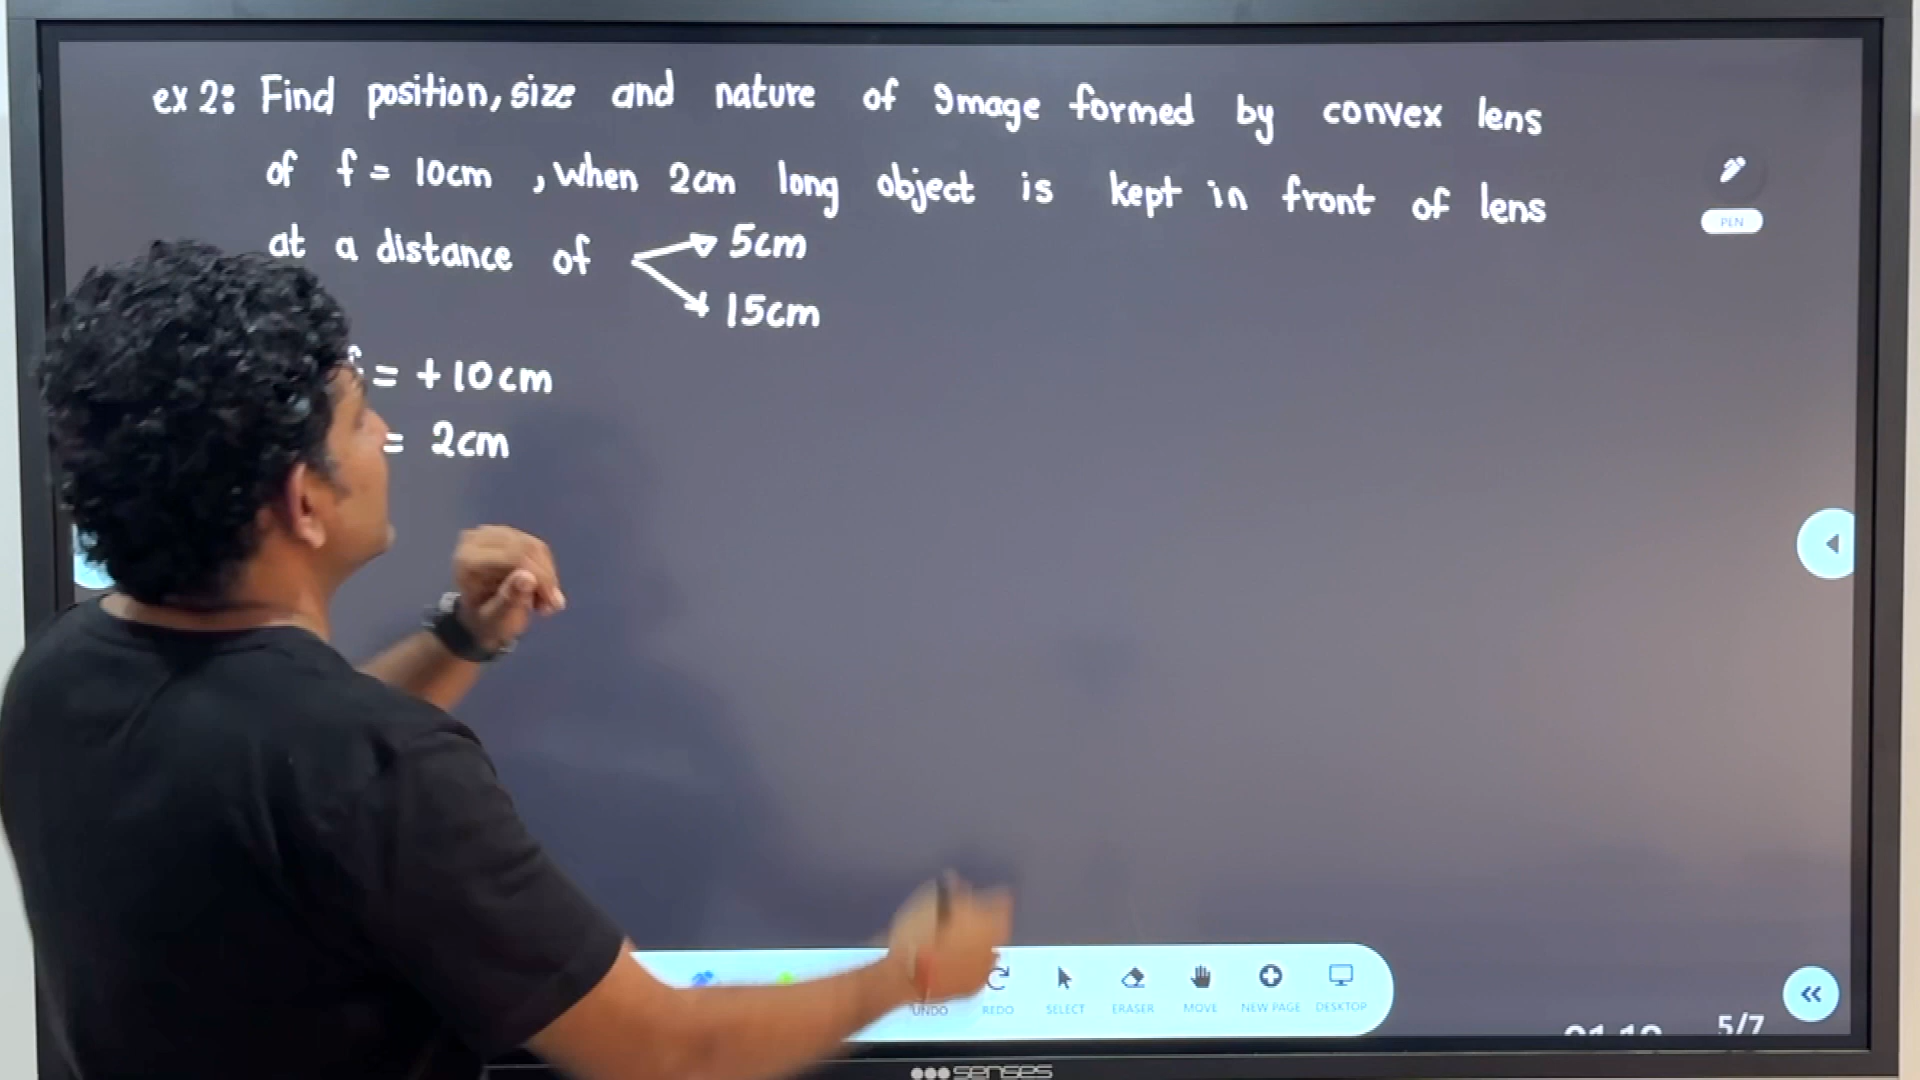 ex 2: Find position, size and nature of Image formed by convex lens
of f = 10cm , When 2cm long object is kept in front of lens
at a distance of 5cm
15cm
= + 10cm
= 2cm
PEN
UNDO REDO SELECT ERASER MOVE NEW PAGE DESKTOP
5/7
senses